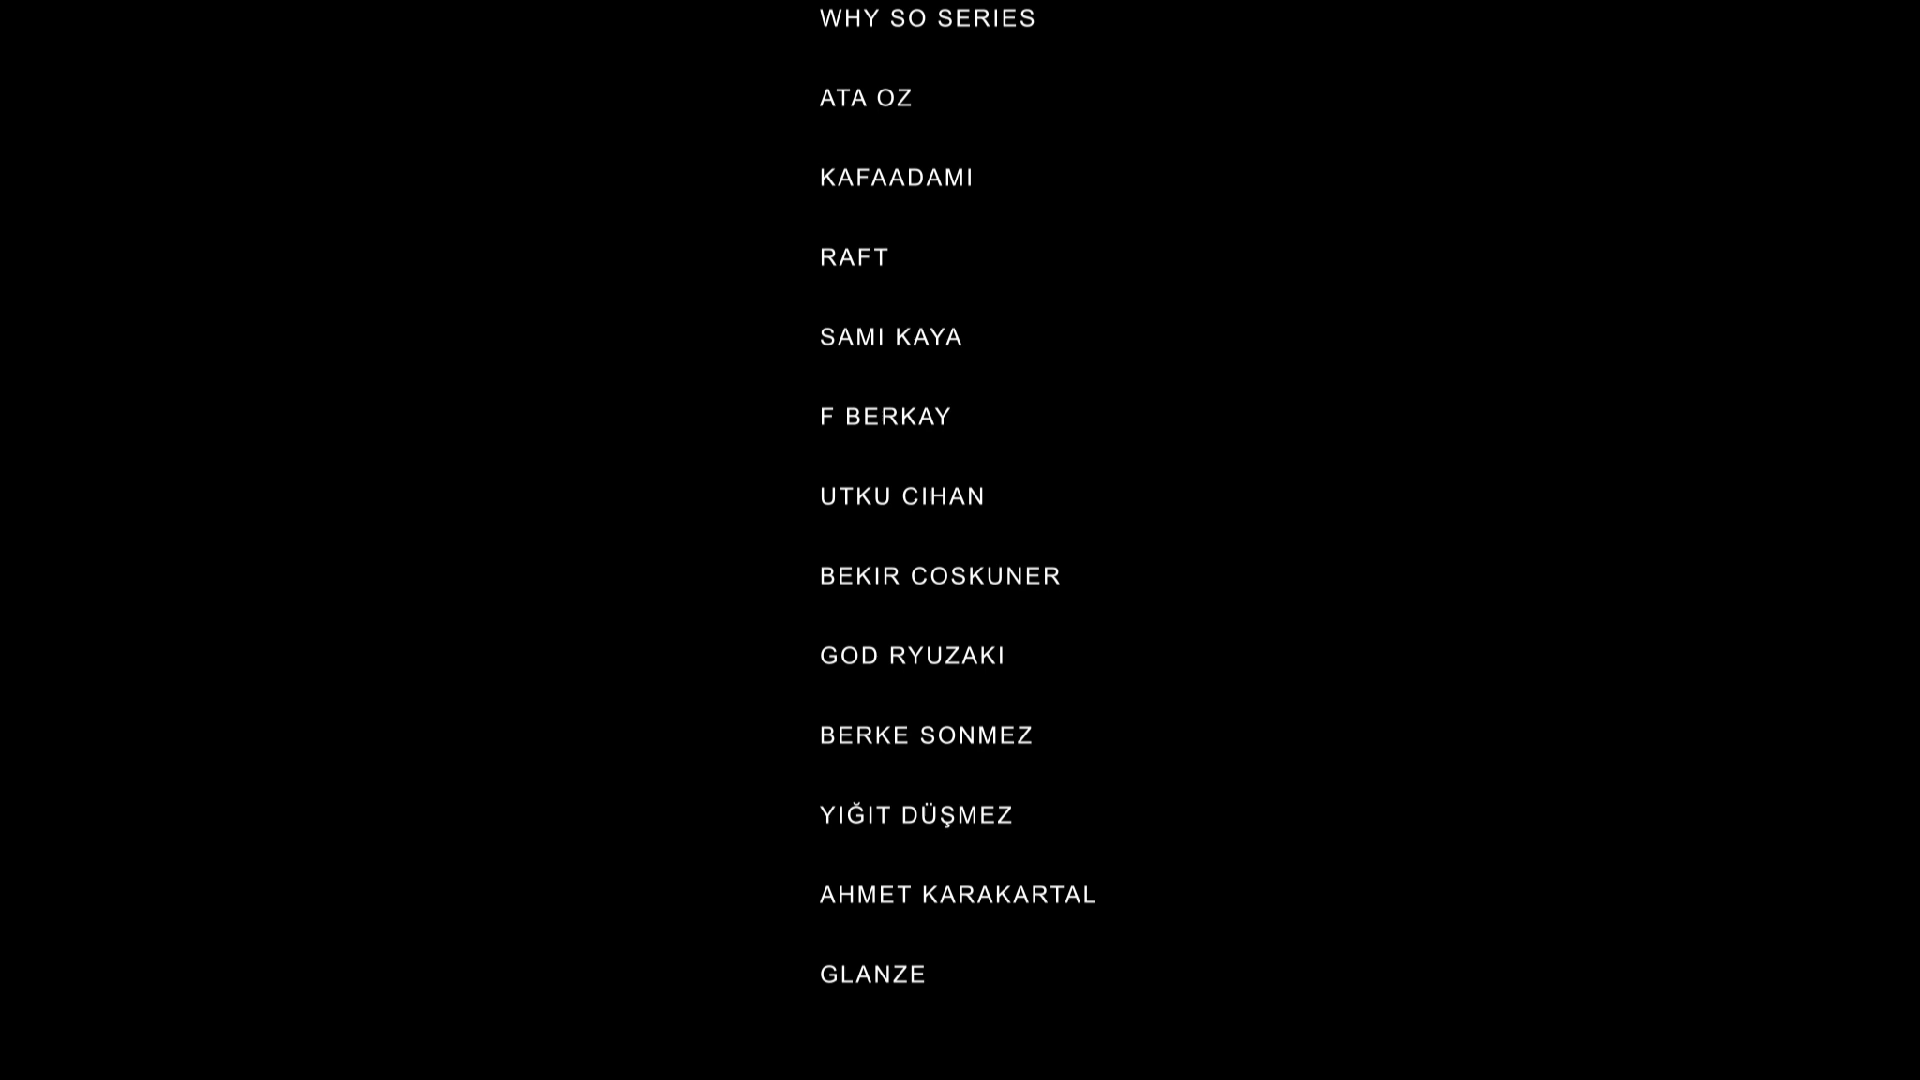 WHY SO SERIES
ATA OZ
KAFAADAMI
RAFT
SAMI KAYA
F BERKAY
UTKU CIHAN
BEKIR COSKUNER
GOD RYUZAKI
BERKE SONMEZ
YIĞIT DÜŞMEZ
AHMET KARAKARTAL
GLANZE